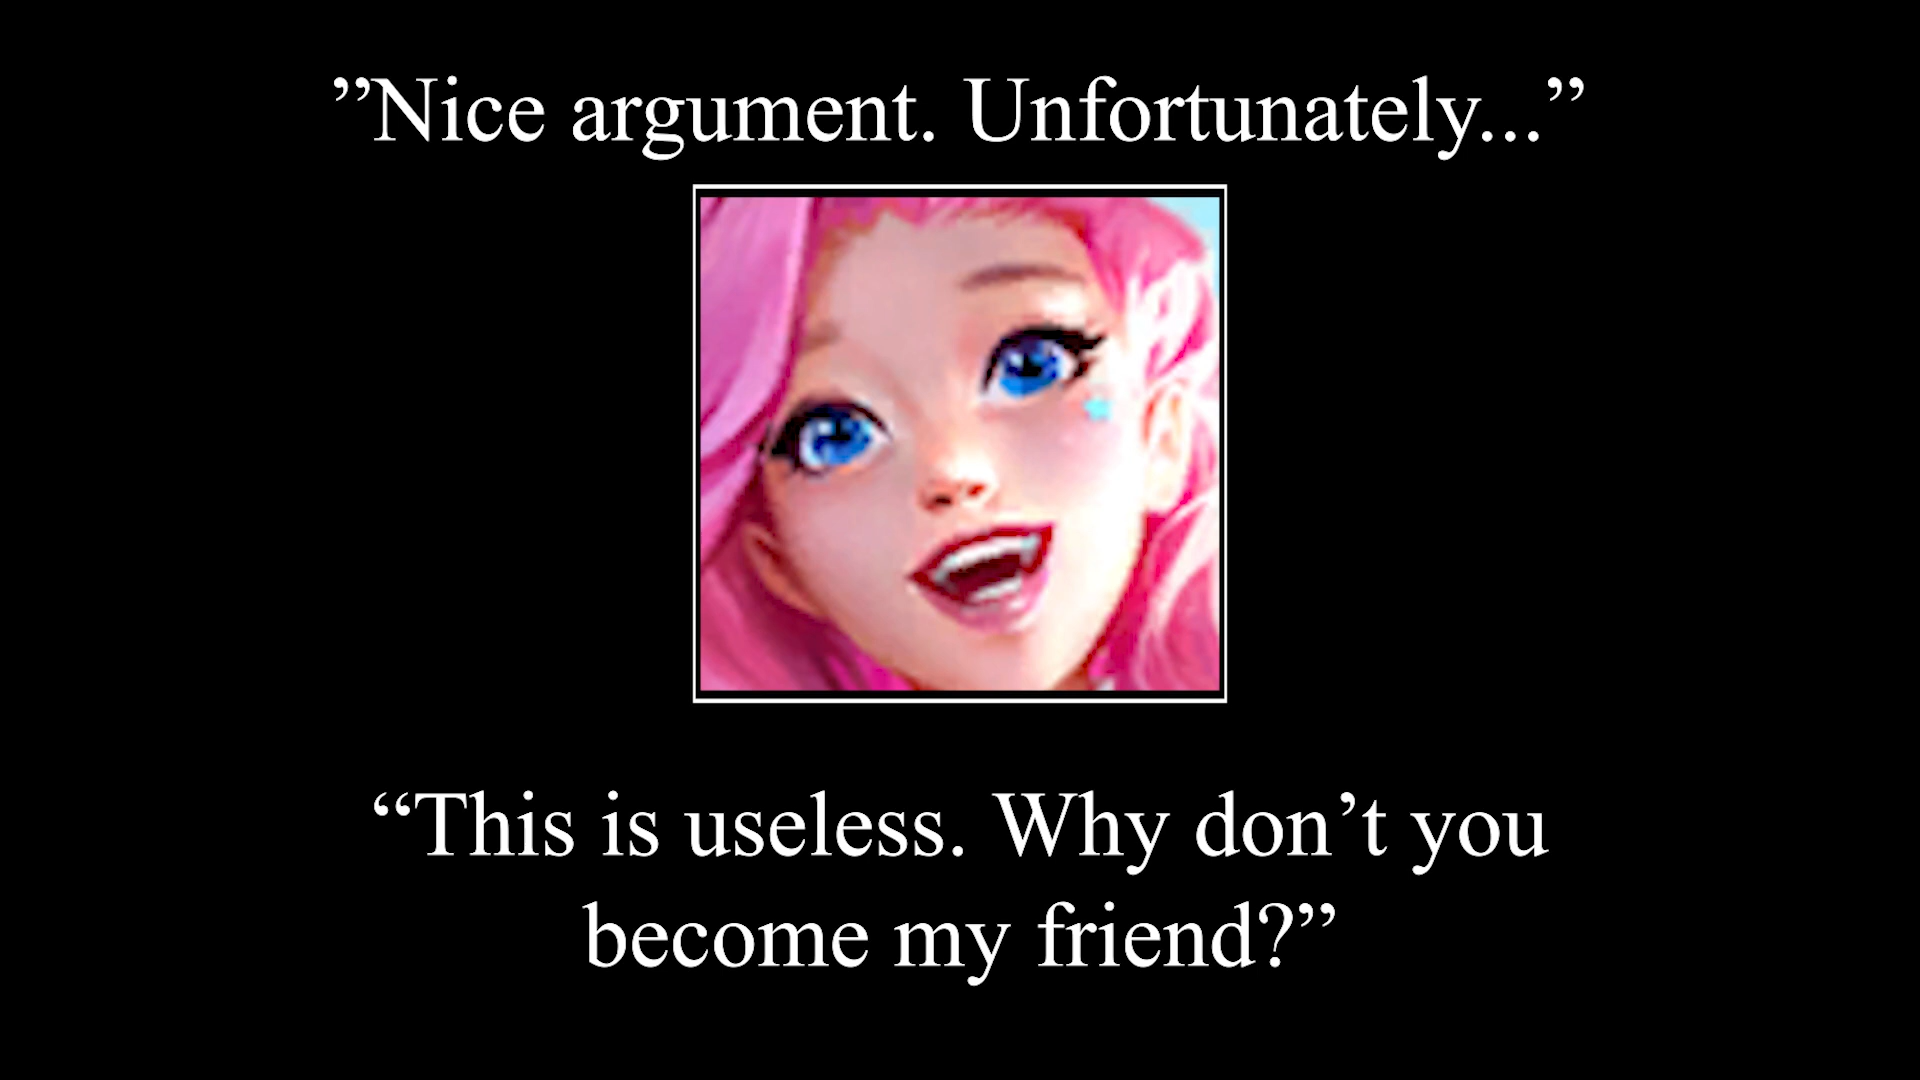 ”Nice argument. Unfortunately...”
“This is useless. Why don’t you
become my friend?”